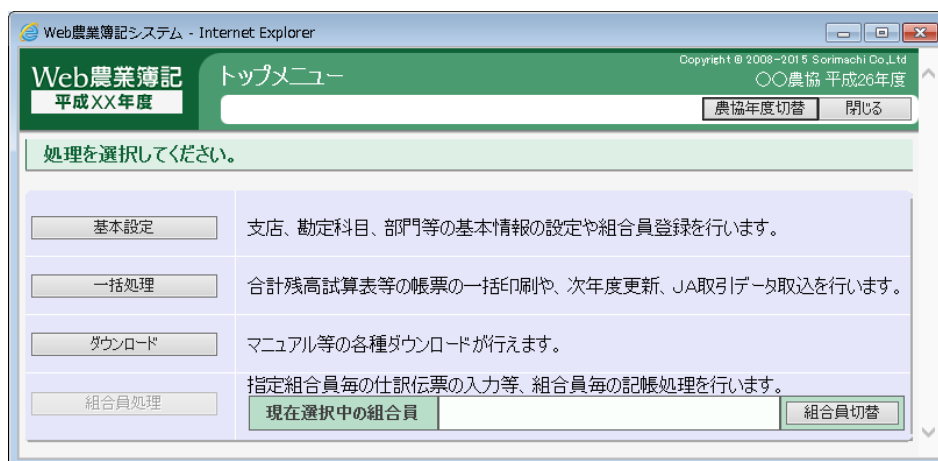 Web農業簿記システム - Internet Explorer
Web農業簿記
平成XX年度
トップメニュー
Copyright © 2008-2015 Sorimachi Co.,Ltd
〇〇農協 平成26年度
農協年度切替
閉じる
処理を選択してください。
基本設定
支店、勘定科目、部門等の基本情報の設定や組合員登録を行います。
一括処理
合計残高試算表等の帳票の一括印刷や、次年度更新、JA取引データ取込を行います。
ダウンロード
マニュアル等の各種ダウンロードが行えます。
組合員処理
指定組合員毎の仕訳伝票の入力等、組合員毎の記帳処理を行います。
現在選択中の組合員
組合員切替